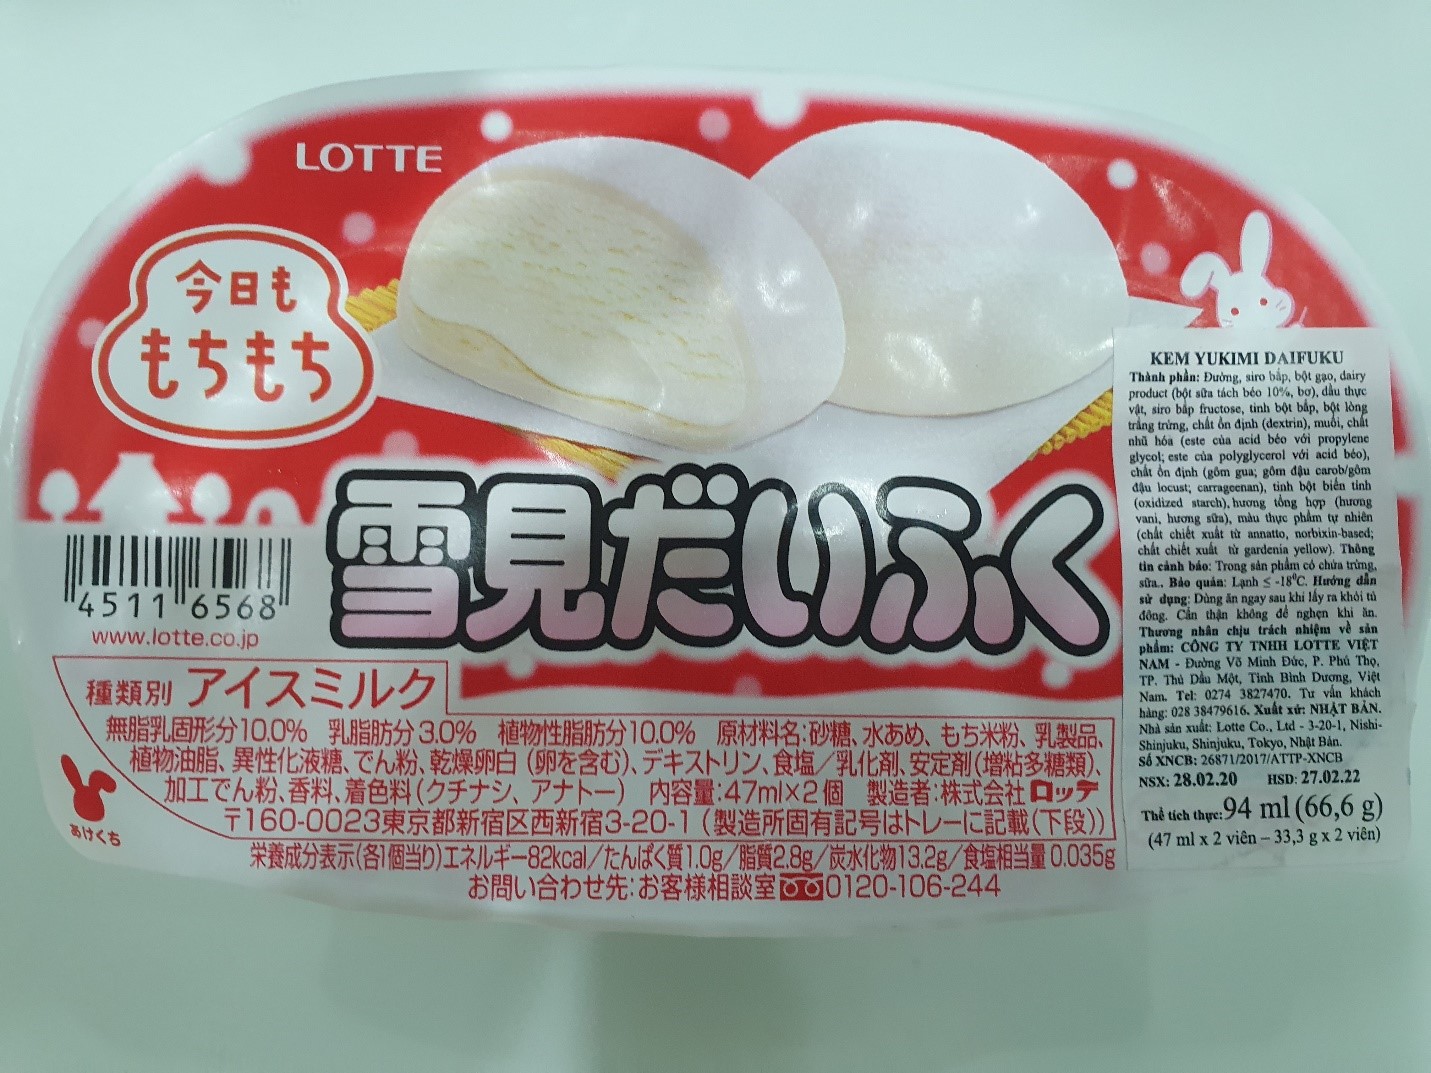 LOTTE
今日も
もちもち
雪見だいふく
4511 6568
www.lotte.co.jp
種類別 アイスミルク
無脂乳固形分10.0% 乳脂肪分3.0% 植物性脂肪分10.0% 原材料名:砂糖、水あめ、もち米粉、乳製品、
植物油脂、異性化液糖、でん粉、乾燥卵白(卵を含む)、デキストリン、食塩/乳化剤、安定剤(増粘多糖類)、
加工でん粉、香料、着色料(クチナシ、アナトー) 内容量:47ml×2個 製造者:株式会社ロッテ
〒160-0023東京都新宿区西新宿3-20-1(製造所固有記号はトレーに記載(下段))
あけくち
栄養成分表示(各1個当り)エネルギー82kcal/たんぱく質1.0g/脂質2.8g/炭水化物13.2g/食塩相当量0.035g
お問い合わせ先:お客様相談室 0120-106-244
KEM YUKIMI DAIFUKU
Thành phần: Đường, siro bắp, bột gạo, dairy
product (bột sữa tách béo 10%, bơ), dầu thực
vật, siro bắp fructose, tinh bột bắp, bột lòng
trắng trứng, chất ổn định (dextrin), muối, chất
nhũ hóa (este của acid béo với propylene
glycol; este của polyglycerol với acid béo),
chất ổn định (gôm gua; gôm đậu carob/gôm
đậu locust; carrageenan), tinh bột biến tính
(oxidized starch), hương tổng hợp (hương
vani, hương sữa), màu thực phẩm tự nhiên
(chất chiết xuất từ annatto, norbixin-based;
chất chiết xuất từ gardenia yellow). Thông
tin cảnh báo: Trong sản phẩm có chứa trứng,
sữa.. Bảo quản: Lạnh ≤ -18⁰C. Hướng dẫn
sử dụng: Dùng ăn ngay sau khi lấy ra khỏi tủ
đông. Cẩn thận không để nghẹn khi ăn.
Thương nhân chịu trách nhiệm về sản
phẩm: CÔNG TY TNHH LOTTE VIỆT
NAM - Đường Võ Minh Đức, P. Phú Thọ,
TP. Thủ Dầu Một, Tỉnh Bình Dương, Việt
Nam. Tel: 0274 3827470. Tư vấn khách
hàng: 028 38479616. Xuất xứ: NHẬT BẢN.
Nhà sản xuất: Lotte Co., Ltd - 3-20-1, Nishi-
Shinjuku, Shinjuku, Tokyo, Nhật Bản.
Số XNCB: 26871/2017/ATTP-XNCB
NSX: 28.02.20 HSD: 27.02.22
Thể tích thực: 94 ml (66,6 g)
(47 ml x 2 viên – 33,3 g x 2 viên)